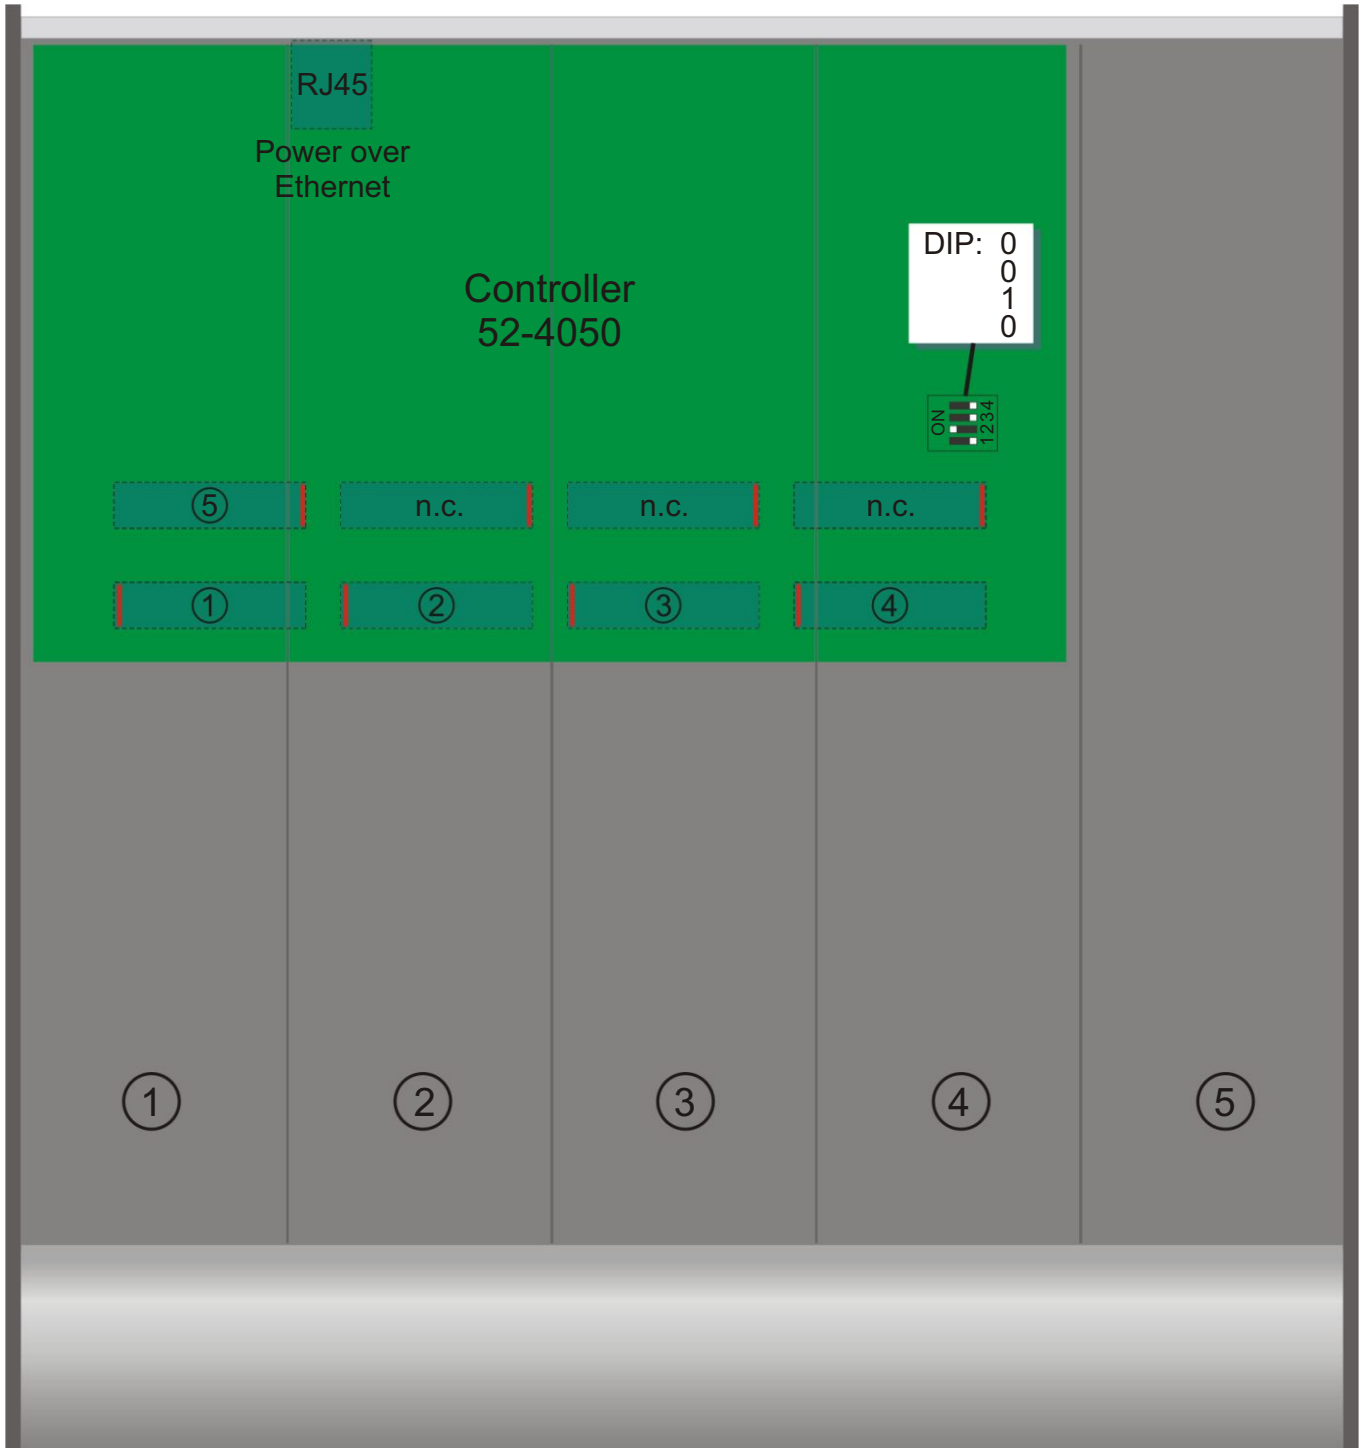 RJ45
Power over
Ethernet
Controller
52-4050
DIP: 0
0
1
0
ON
1234
⑤ n.c. n.c. n.c.
① ② ③ ④
① ② ③ ④ ⑤